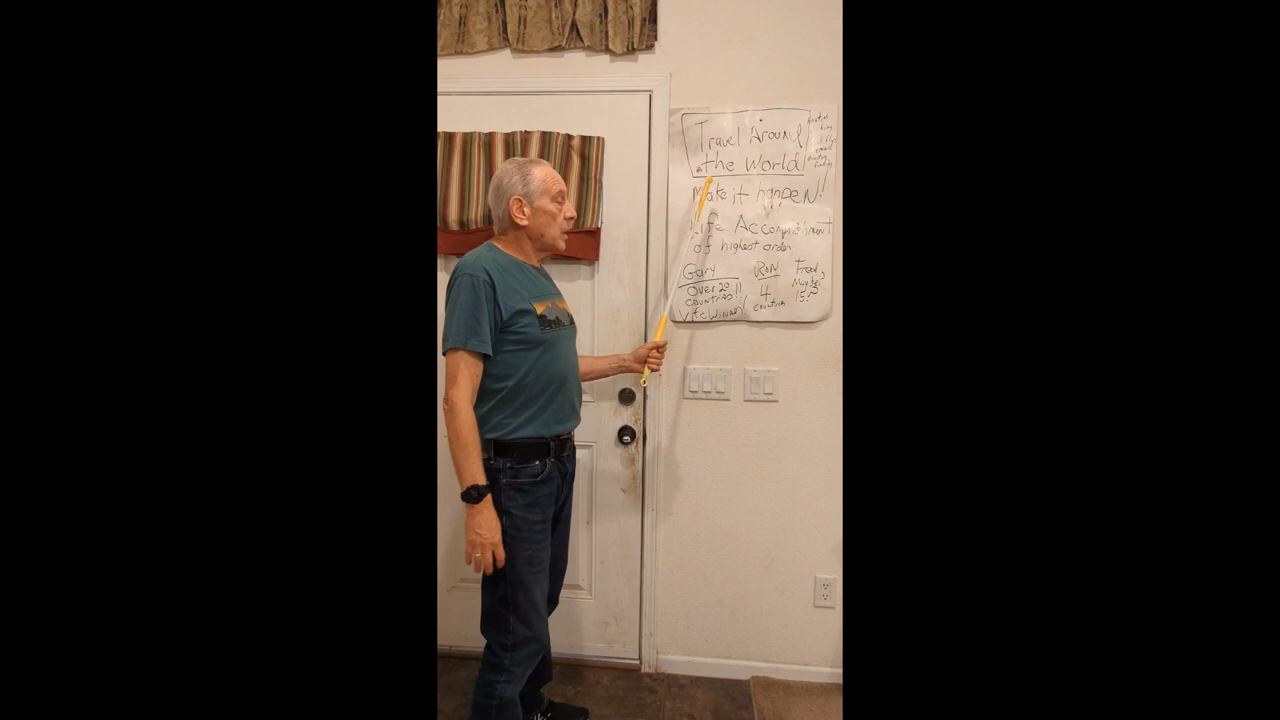 Travel Around
the World
Make it happen!!
Life Accomplishment
of highest order
Gary
Over 20!!
countries!!
Ron
4
countries
Fred,
Maybe
15?